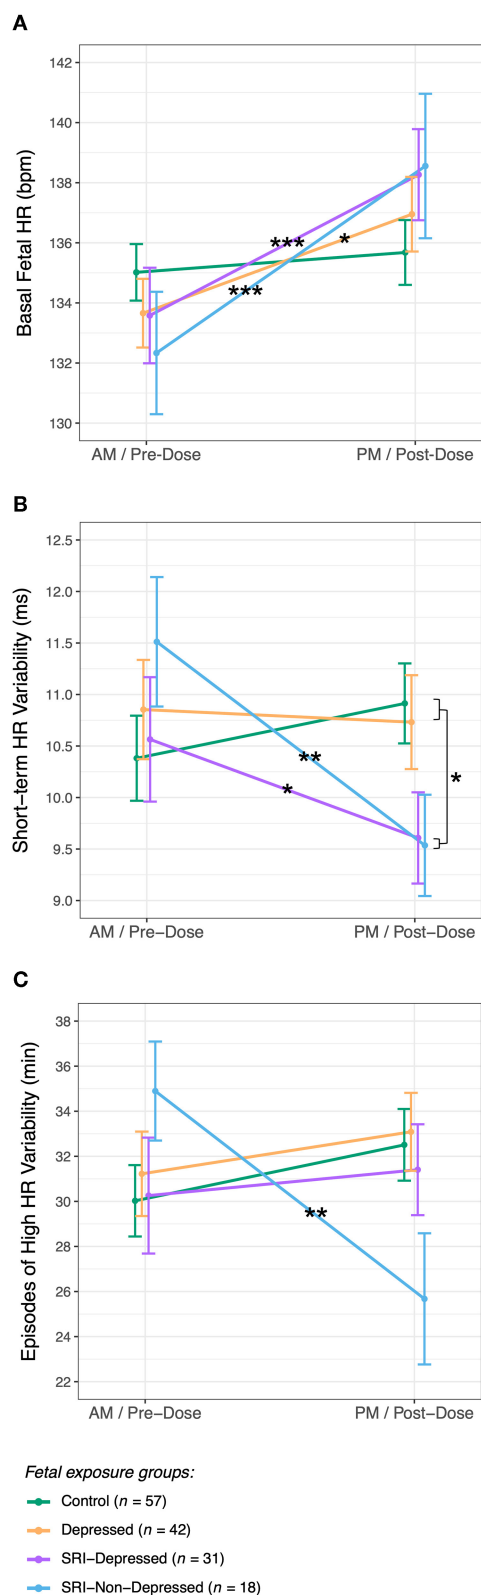 A
Basal Fetal HR (bpm)
142
140
138
136
134
132
130
***
*
***
AM / Pre-Dose
PM / Post-Dose
B
Short−term HR Variability (ms)
12.5
12.0
11.5
11.0
10.5
10.0
9.5
9.0
**
*
*
AM / Pre−Dose
PM / Post−Dose
C
Episodes of High HR Variability (min)
38
36
34
32
30
28
26
24
22
**
AM / Pre−Dose
PM / Post−Dose
Fetal exposure groups:
Control (n = 57)
Depressed (n = 42)
SRI−Depressed (n = 31)
SRI−Non−Depressed (n = 18)